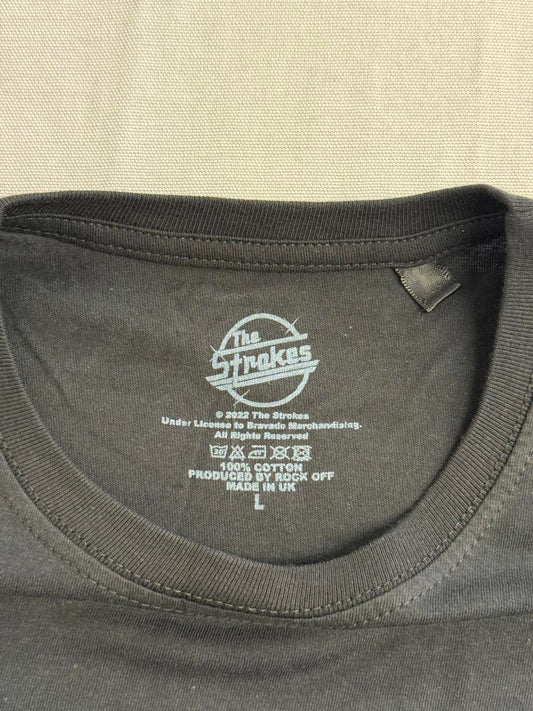 The
Strokes
© 2022 The Strokes
Under License to Bravado Merchandising.
All Rights Reserved
30°
100% COTTON
PRODUCED BY ROCK OFF
MADE IN UK
L